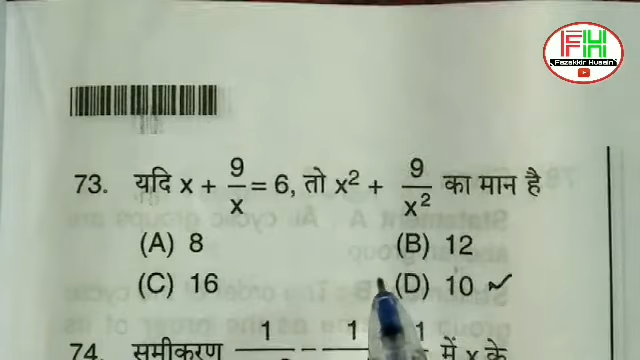 FH
Fazakkir Husain
73. यदि x + 9/x = 6, तो x² + 9/x² का मान है
(A) 8 (B) 12
(C) 16 (D) 10 ✓
74. समीकरण 1 − 1 1 में x के